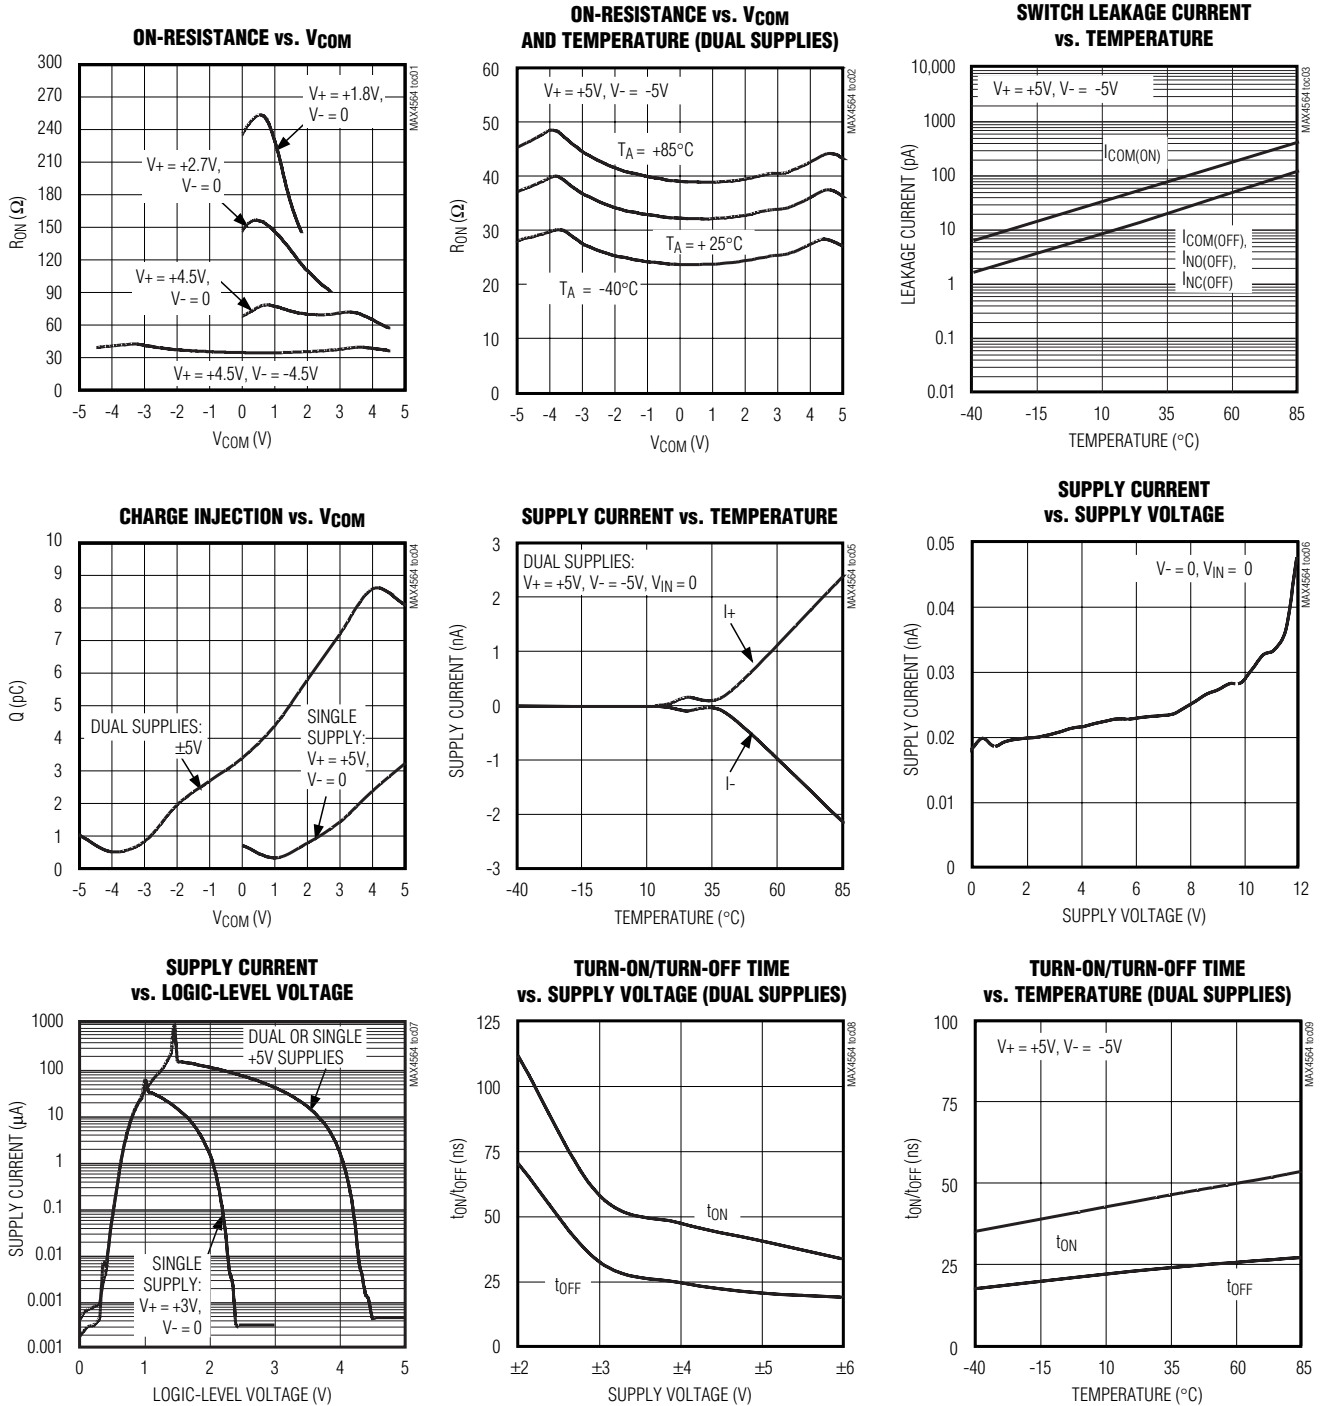 ON-RESISTANCE vs. VCOM
300
270
240
210
180
150
120
90
60
30
0
RON (Ω)
V+ = +1.8V,
V- = 0
V+ = +2.7V,
V- = 0
V+ = +4.5V,
V- = 0
V+ = +4.5V, V- = -4.5V
-5 -4 -3 -2 -1 0 1 2 3 4 5
VCOM (V)
MAX4564 toc01
ON-RESISTANCE vs. VCOM
AND TEMPERATURE (DUAL SUPPLIES)
60
50
40
30
20
10
0
RON (Ω)
V+ = +5V, V- = -5V
TA = +85°C
TA = + 25°C
TA = -40°C
-5 -4 -3 -2 -1 0 1 2 3 4 5
VCOM (V)
MAX4564 toc02
SWITCH LEAKAGE CURRENT
vs. TEMPERATURE
10,000
1000
100
10
1
0.1
0.01
LEAKAGE CURRENT (pA)
V+ = +5V, V- = -5V
ICOM(ON)
ICOM(OFF),
INO(OFF),
INC(OFF)
-40 -15 10 35 60 85
TEMPERATURE (°C)
MAX4564 toc03
CHARGE INJECTION vs. VCOM
10
9
8
7
6
5
4
3
2
1
0
Q (pC)
DUAL SUPPLIES:
±5V
SINGLE
SUPPLY:
V+ = +5V,
V- = 0
-5 -4 -3 -2 -1 0 1 2 3 4 5
VCOM (V)
MAX4564 toc04
SUPPLY CURRENT vs. TEMPERATURE
3
2
1
0
-1
-2
-3
SUPPLY CURRENT (nA)
DUAL SUPPLIES:
V+ = +5V, V- = -5V, VIN = 0
I+
I-
-40 -15 10 35 60 85
TEMPERATURE (°C)
MAX4564 toc05
SUPPLY CURRENT
vs. SUPPLY VOLTAGE
0.05
0.04
0.03
0.02
0.01
0
SUPPLY CURRENT (nA)
V- = 0, VIN = 0
0 2 4 6 8 10 12
SUPPLY VOLTAGE (V)
MAX4564 toc06
SUPPLY CURRENT
vs. LOGIC-LEVEL VOLTAGE
1000
100
10
1
0.1
0.01
0.001
0.001
SUPPLY CURRENT (µA)
DUAL OR SINGLE
+5V SUPPLIES
SINGLE
SUPPLY:
V+ = +3V,
V- = 0
0 1 2 3 4 5
LOGIC-LEVEL VOLTAGE (V)
MAX4564 toc07
TURN-ON/TURN-OFF TIME
vs. SUPPLY VOLTAGE (DUAL SUPPLIES)
125
100
75
50
25
0
tON/tOFF (ns)
tON
tOFF
±2 ±3 ±4 ±5 ±6
SUPPLY VOLTAGE (V)
MAX4564 toc08
TURN-ON/TURN-OFF TIME
vs. TEMPERATURE (DUAL SUPPLIES)
100
75
50
25
0
tON/tOFF (ns)
V+ = +5V, V- = -5V
tON
tOFF
-40 -15 10 35 60 85
TEMPERATURE (°C)
MAX4564 toc09